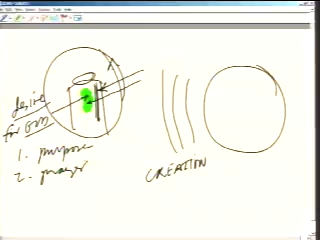 desire
for GOD
1. purpose
2. prayer
CREATION